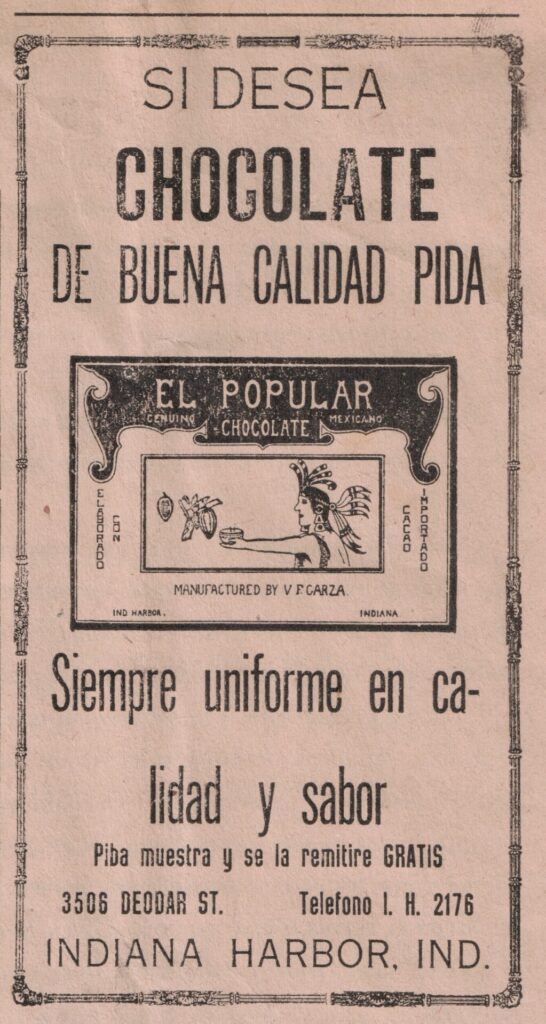 SI DESEA
CHOCOLATE
DE BUENA CALIDAD PIDA
EL POPULAR
GENUINO CHOCOLATE MEXICANO
ELABORADO
CON
CACAO
IMPORTADO
MANUFACTURED BY V F GARZA
IND HARBOR. INDIANA
Siempre uniforme en ca-
lidad y sabor
Piba muestra y se la remitire GRATIS
3506 DEODAR ST. Telefono I. H. 2176
INDIANA HARBOR, IND.